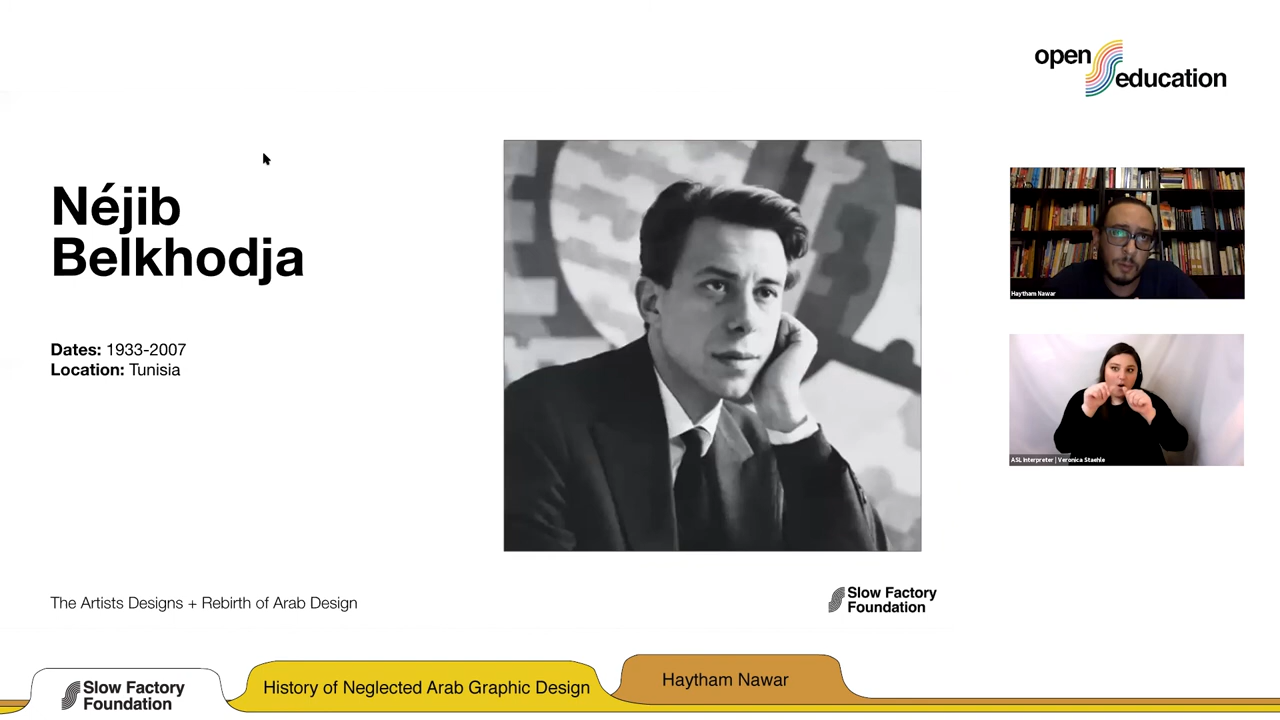 open
education
Néjib
Belkhodja
Dates: 1933-2007
Location: Tunisia
Haytham Nawar
ASL Interpreter | Veronica Staehle
The Artists Designs + Rebirth of Arab Design
Slow Factory
Foundation
Slow Factory
Foundation
History of Neglected Arab Graphic Design
Haytham Nawar